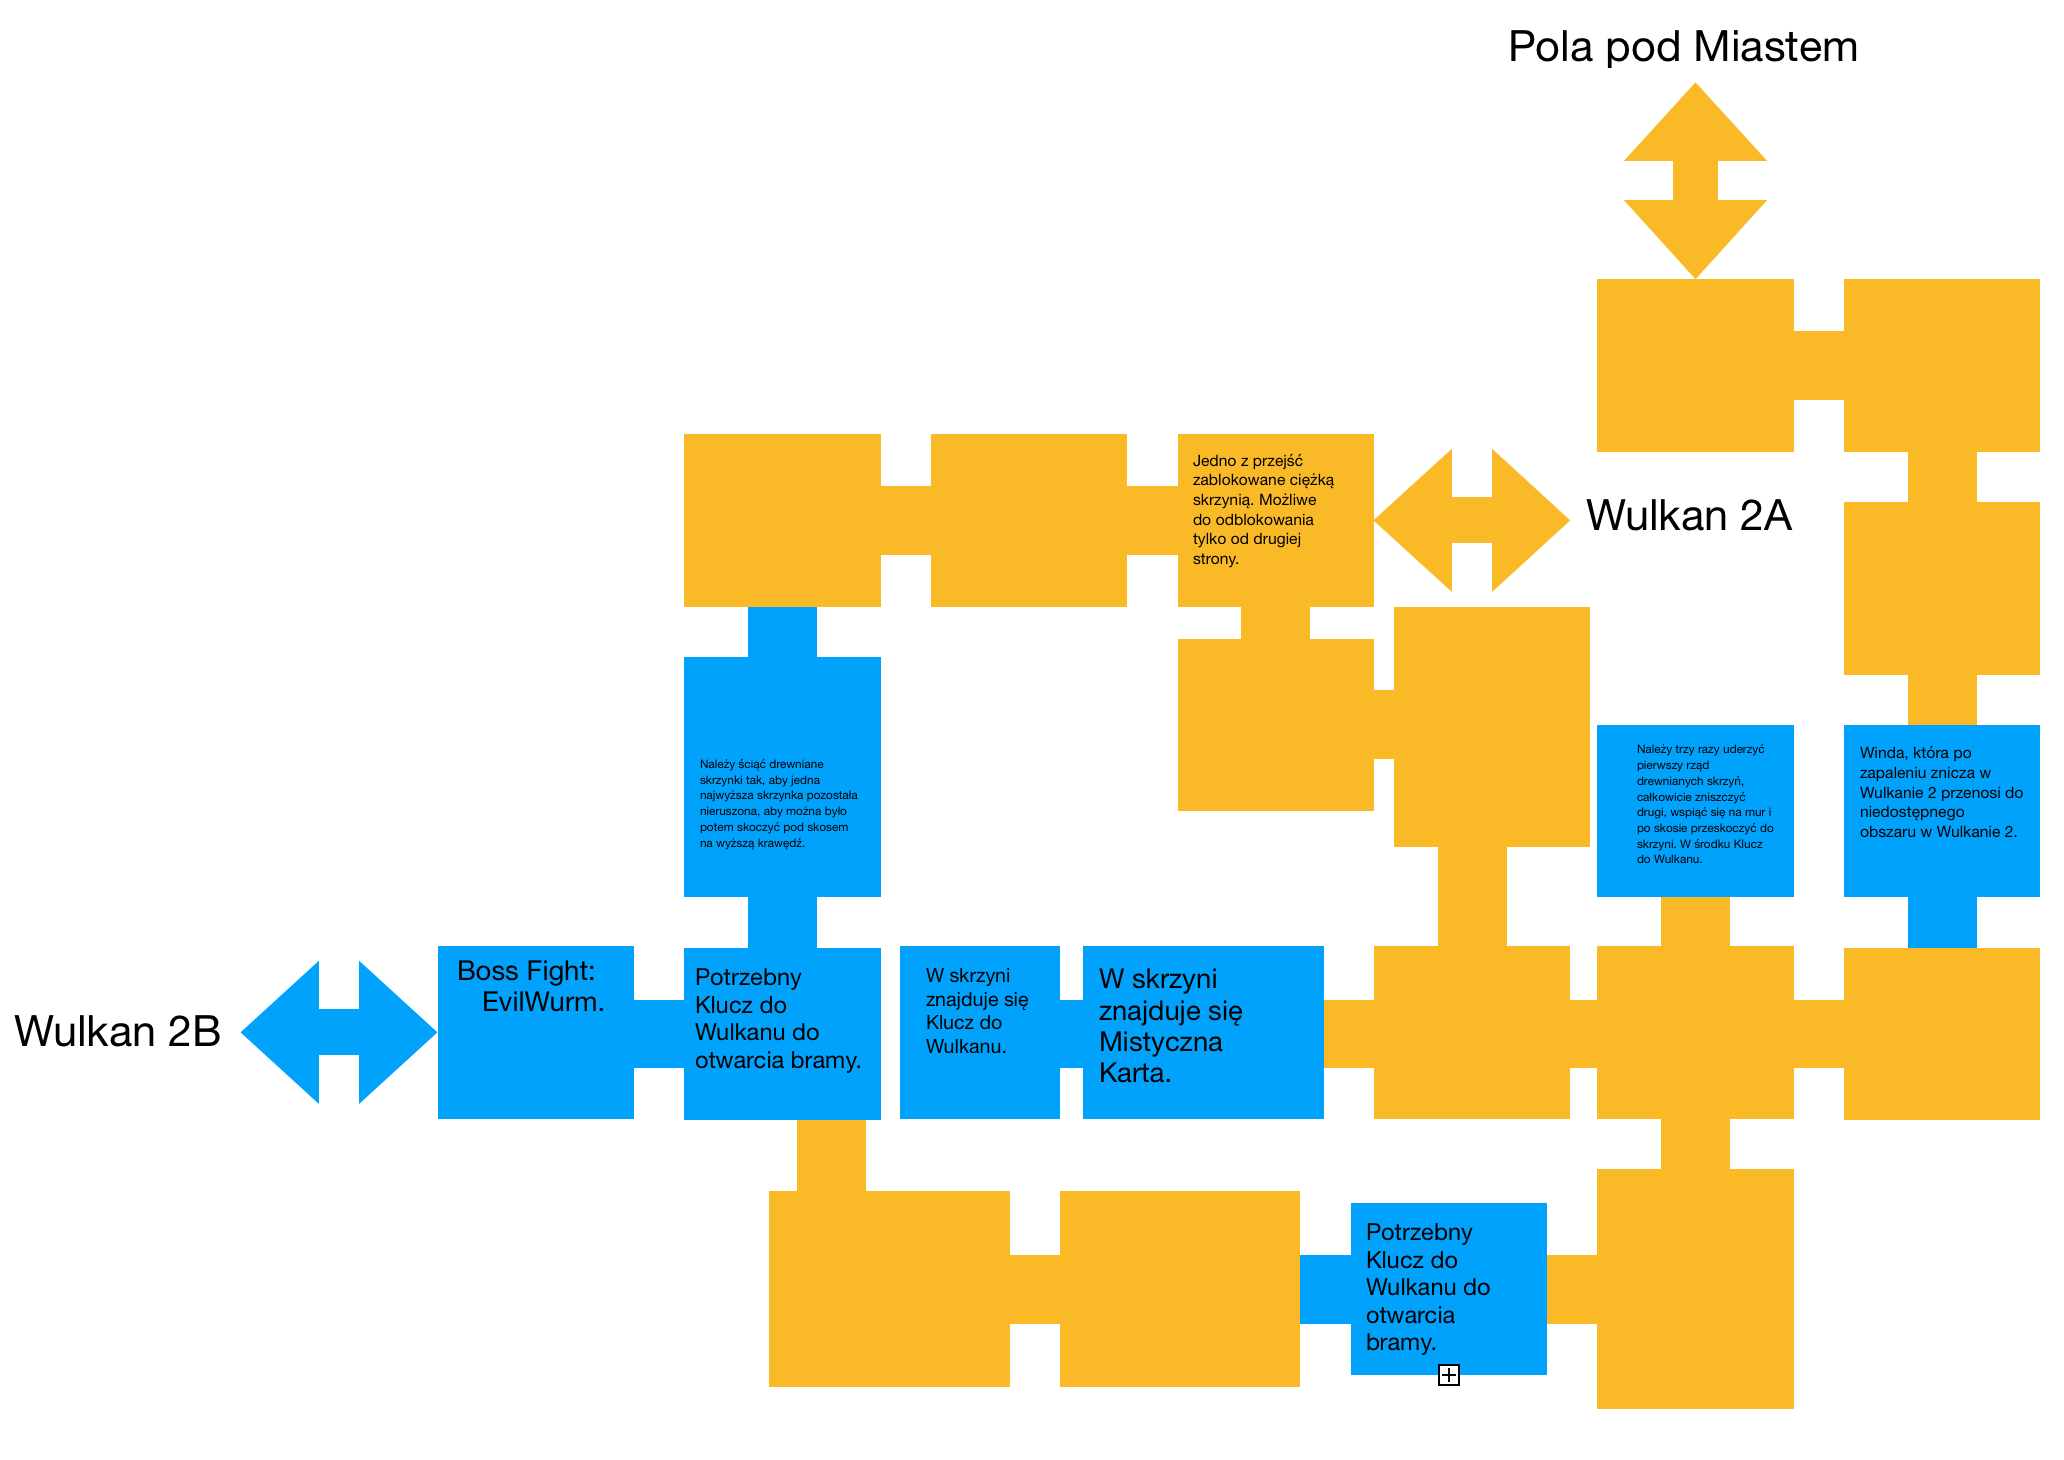 Pola pod Miastem
Jedno z przejść
zablokowane ciężką
skrzynią. Możliwe
do odblokowania
tylko od drugiej
strony.
Wulkan 2A
Należy ściąć drewniane
skrzynki tak, aby jedna
najwyższa skrzynka pozostała
nieruszona, aby można było
potem skoczyć pod skosem
na wyższą krawędź.
Należy trzy razy uderzyć
pierwszy rząd
drewnianych skrzyń,
całkowicie zniszczyć
drugi, wspiąć się na mur i
po skosie przeskoczyć do
skrzyni. W środku Klucz
do Wulkanu.
Winda, która po
zapaleniu znicza w
Wulkanie 2 przenosi do
niedostępnego
obszaru w Wulkanie 2.
Wulkan 2B
Boss Fight:
EvilWurm.
Potrzebny
Klucz do
Wulkanu do
otwarcia bramy.
W skrzyni
znajduje się
Klucz do
Wulkanu.
W skrzyni
znajduje się
Mistyczna
Karta.
Potrzebny
Klucz do
Wulkanu do
otwarcia
bramy.